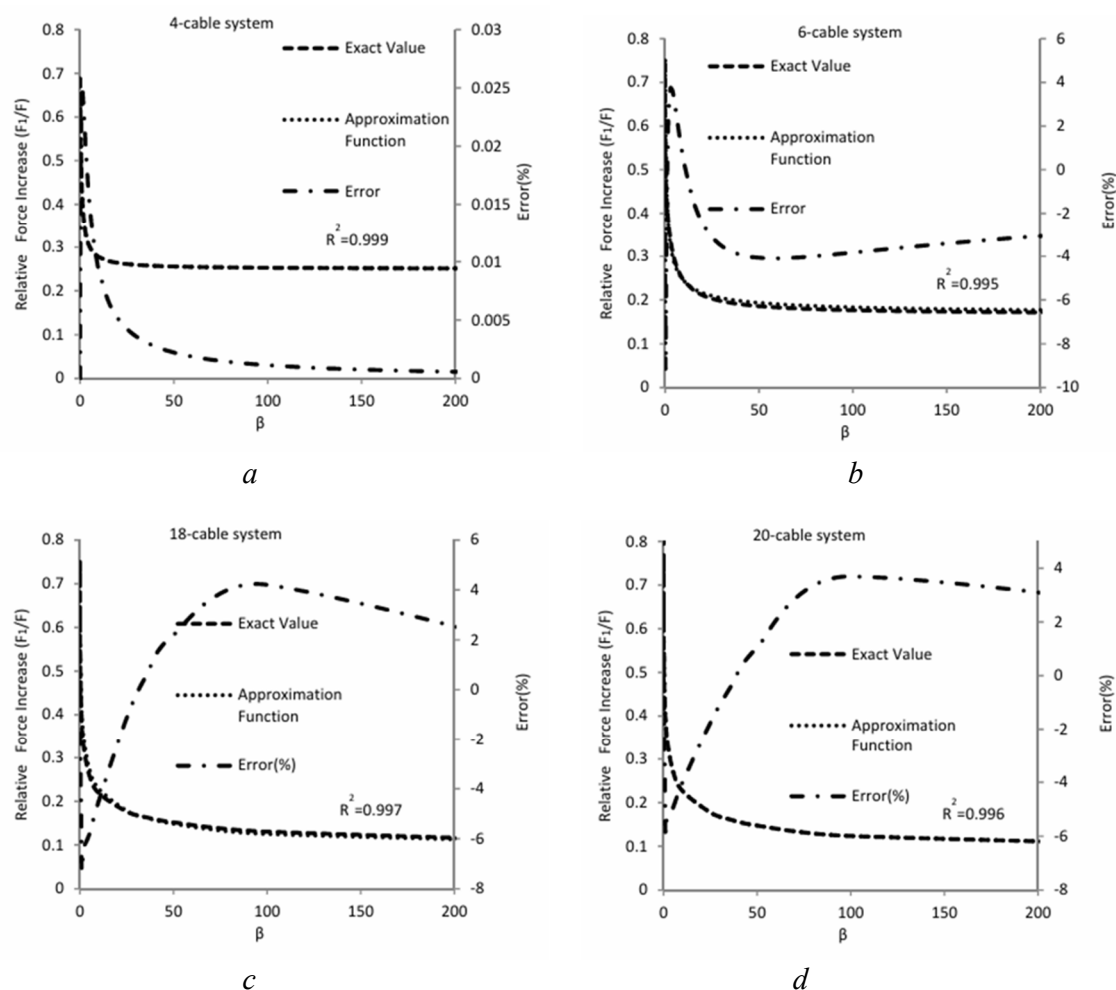 4-cable system
0.8
0.7
0.6
0.5
0.4
0.3
0.2
0.1
0
Relative Force Increase (F1/F)
0.03
0.025
0.02
0.015
0.01
0.005
0
Error(%)
Exact Value
Approximation
Function
Error
R²=0.999
0 50 100 150 200
β
a
6-cable system
0.8
0.7
0.6
0.5
0.4
0.3
0.2
0.1
0
Relative Force Increase (F1/F)
6
4
2
0
-2
-4
-6
-8
-10
Error(%)
Exact Value
Approximation
Function
Error
R²=0.995
0 50 100 150 200
β
b
18-cable system
0.8
0.7
0.6
0.5
0.4
0.3
0.2
0.1
0
Relative Force Increase (F1/F)
6
4
2
0
-2
-4
-6
-8
Error(%)
Exact Value
Approximation
Function
Error(%)
R²=0.997
0 50 100 150 200
β
c
20-cable system
0.8
0.7
0.6
0.5
0.4
0.3
0.2
0.1
0
Relative Force Increase (F1/F)
4
2
0
-2
-4
-6
-8
Error(%)
Exact Value
Approximation
Function
Error(%)
R²=0.996
0 50 100 150 200
β
d